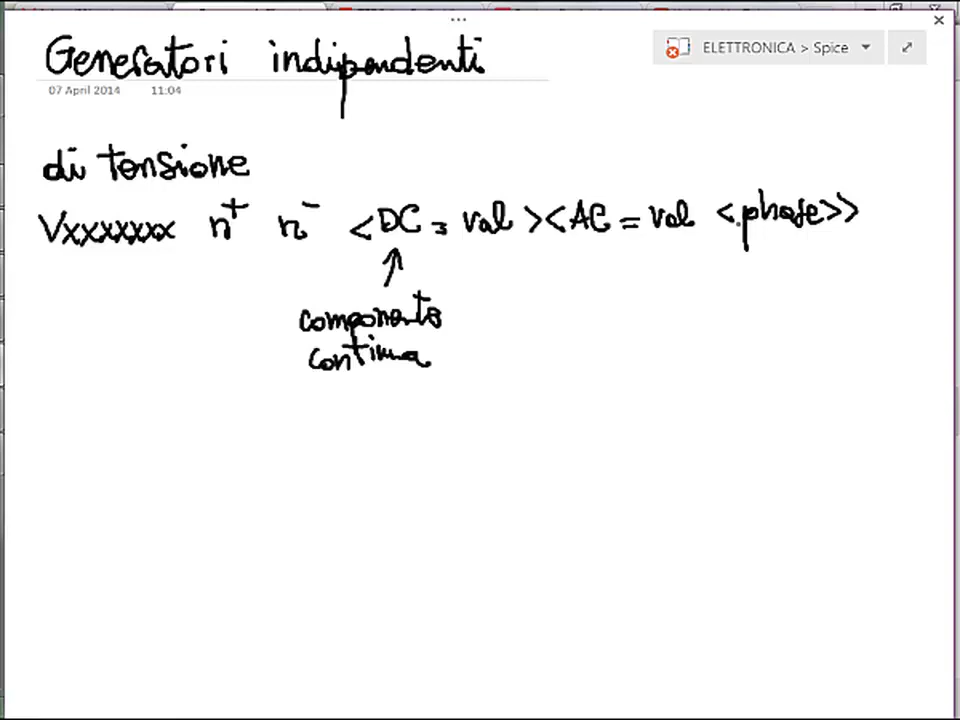 Generatori indipendenti
ELETTRONICA > Spice
07 April 2014 11:04
di tensione
Vxxxxxxx n+ n- <DC = val ><AC = val <phase>>
componente
continua